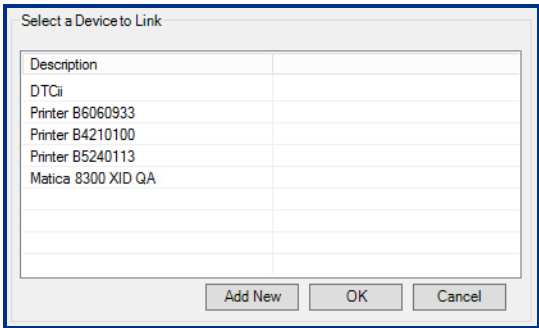 Select a Device to Link
Description
DTCii
Printer B6060933
Printer B4210100
Printer B5240113
Matica 8300 XID QA
Add New OK Cancel